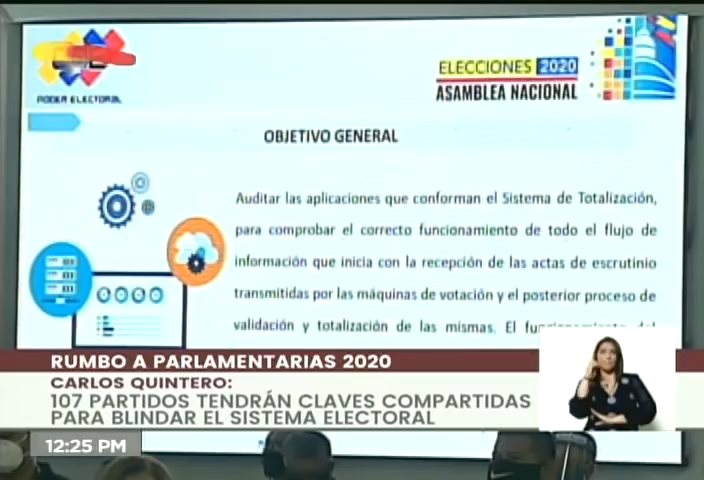 PODER ELECTORAL
ELECCIONES 2020
ASAMBLEA NACIONAL
OBJETIVO GENERAL
Auditar las aplicaciones que conforman el Sistema de Totalización,
para comprobar el correcto funcionamiento de todo el flujo de
información que inicia con la recepción de las actas de escrutinio
transmitidas por las máquinas de votación y el posterior proceso de
validación y totalización de las mismas. El
RUMBO A PARLAMENTARIAS 2020
CARLOS QUINTERO:
107 PARTIDOS TENDRÁN CLAVES COMPARTIDAS
PARA BLINDAR EL SISTEMA ELECTORAL
12:25 PM